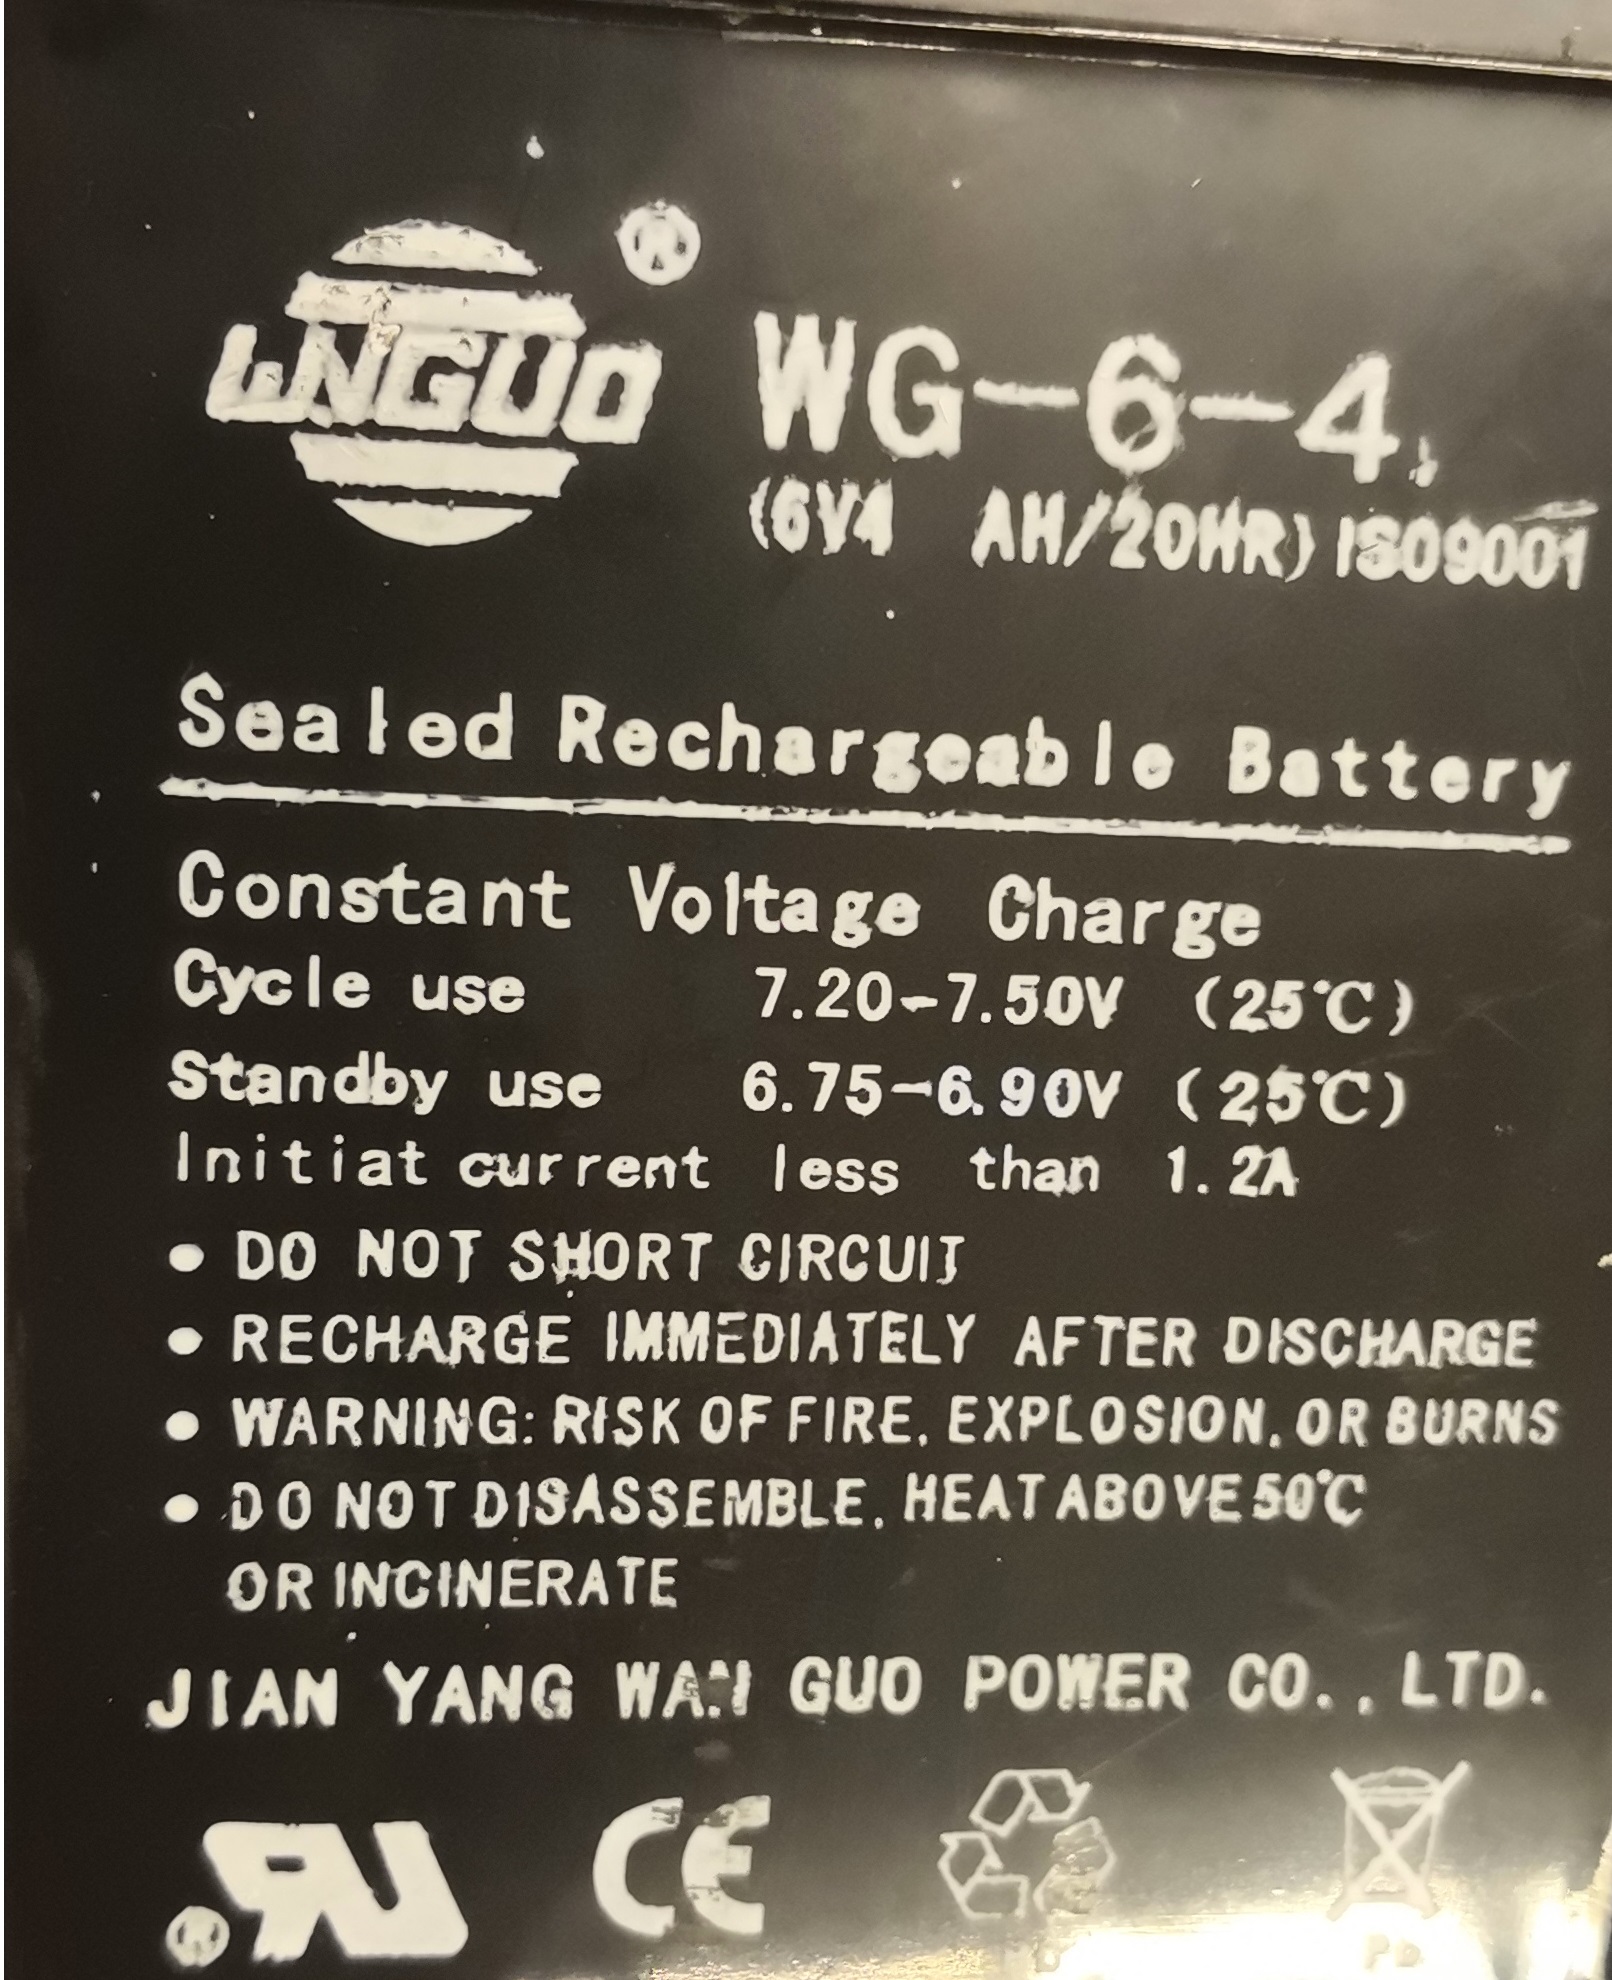 WNGUO ®
WG-6-4
(6V4 AH/20HR) ISO9001
Sealed Rechargeable Battery
Constant Voltage Charge
Cycle use 7.20-7.50V (25℃)
Standby use 6.75-6.90V (25℃)
Initiat current less than 1.2A
● DO NOT SHORT CIRCUIT
● RECHARGE IMMEDIATELY AFTER DISCHARGE
● WARNING: RISK OF FIRE, EXPLOSION, OR BURNS
● DO NOT DISASSEMBLE, HEAT ABOVE 50℃
OR INCINERATE
JIAN YANG WAN GUO POWER CO., LTD.
CE
Pb